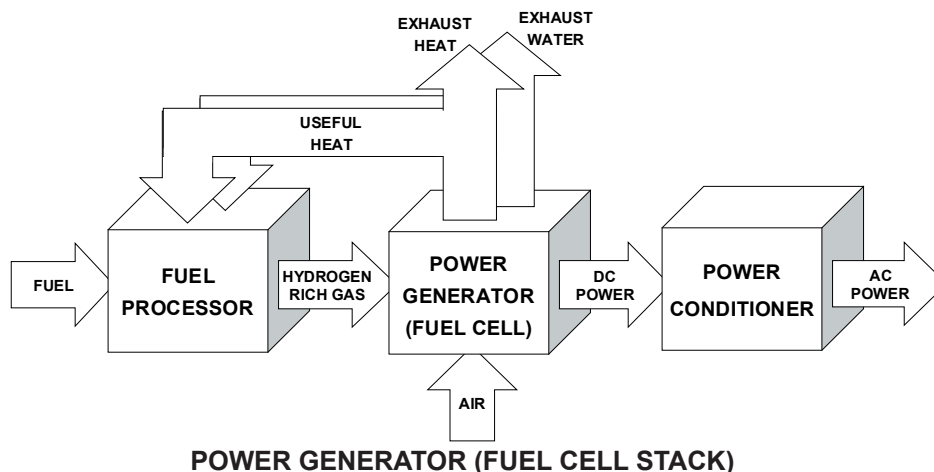 EXHAUST
HEAT
EXHAUST
WATER
USEFUL
HEAT
FUEL
FUEL
PROCESSOR
HYDROGEN
RICH GAS
POWER
GENERATOR
(FUEL CELL)
DC
POWER
POWER
CONDITIONER
AC
POWER
AIR
POWER GENERATOR (FUEL CELL STACK)